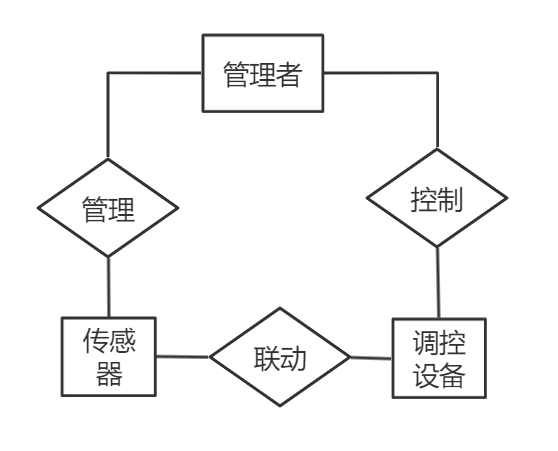 管理者
管理
控制
传感
器
联动
调控
设备